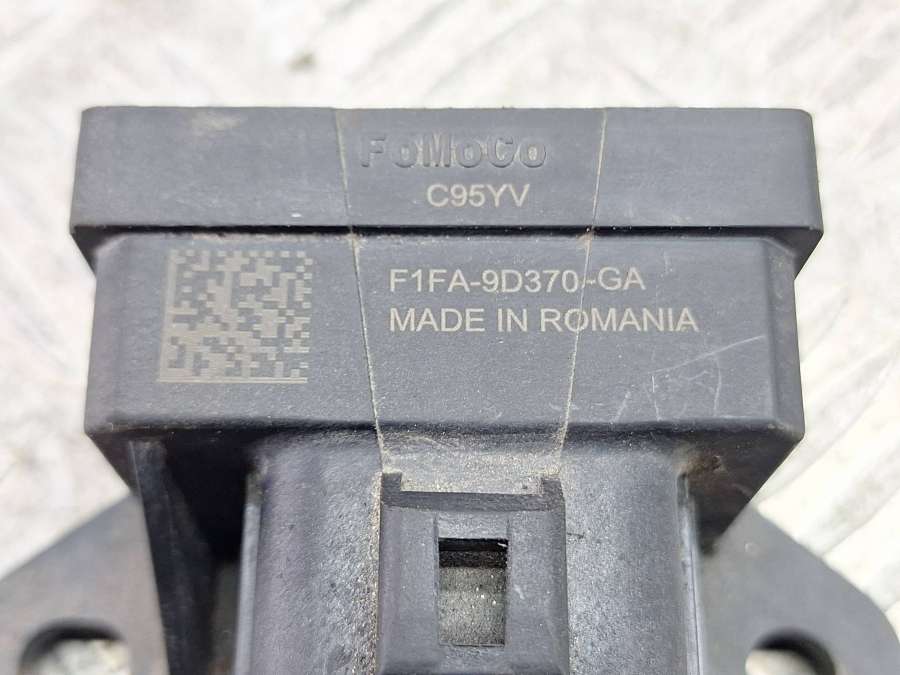 FoMoCo
C95YV
F1FA-9D370-GA
MADE IN ROMANIA